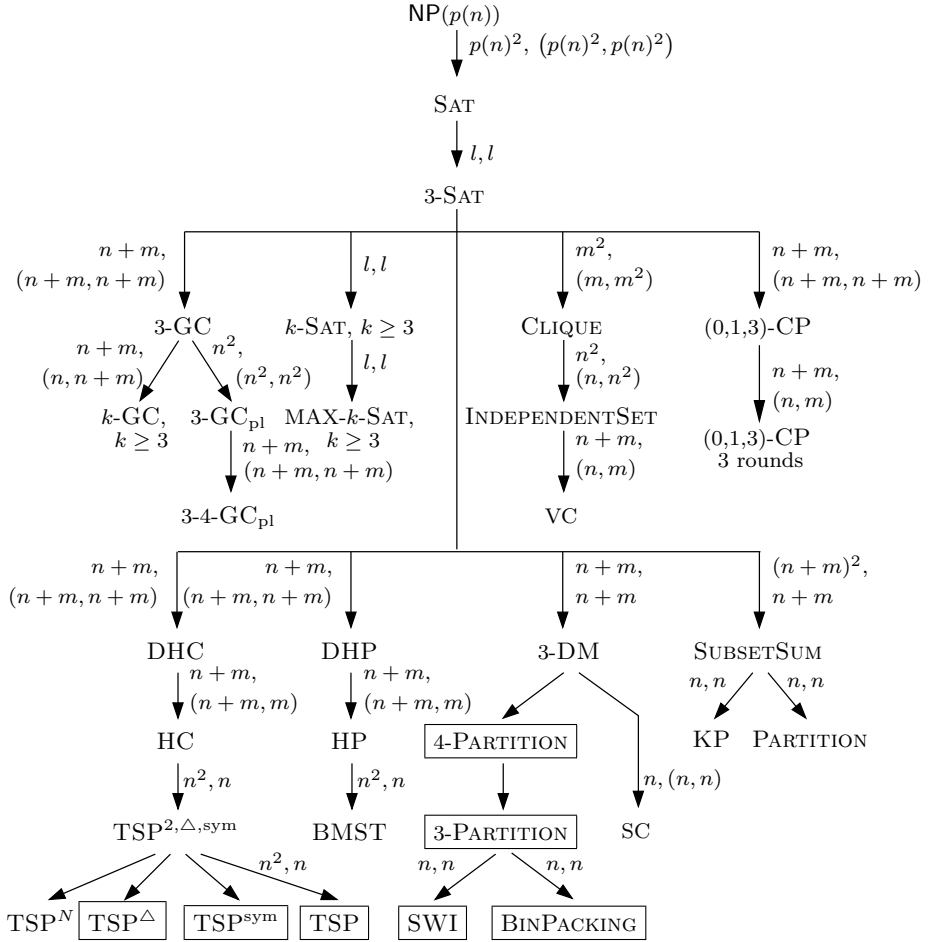 NP(p(n))
p(n)², (p(n)², p(n)²)
SAT
l, l
3-SAT
n + m, (n + m, n + m)
l, l
m², (m, m²)
n + m, (n + m, n + m)
3-GC
k-SAT, k ≥ 3
CLIQUE
(0,1,3)-CP
n + m, (n, n + m)
n², (n², n²)
l, l
n², (n, n²)
n + m, (n, m)
k-GC, k ≥ 3
3-GC_pl
MAX-k-SAT, k ≥ 3
INDEPENDENTSET
(0,1,3)-CP 3 rounds
n + m, (n + m, n + m)
n + m, (n, m)
3-4-GC_pl
VC
n + m, (n + m, n + m)
n + m, (n + m, n + m)
n + m, n + m
(n + m)², n + m
DHC
DHP
3-DM
SUBSETSUM
n + m, (n + m, m)
n + m, (n + m, m)
n, n
n, n
HC
HP
4-PARTITION
KP
PARTITION
n², n
n², n
n, (n, n)
TSP^{2,△,sym}
BMST
3-PARTITION
SC
n², n
n, n
n, n
TSP^N
TSP^△
TSP^sym
TSP
SWI
BINPACKING